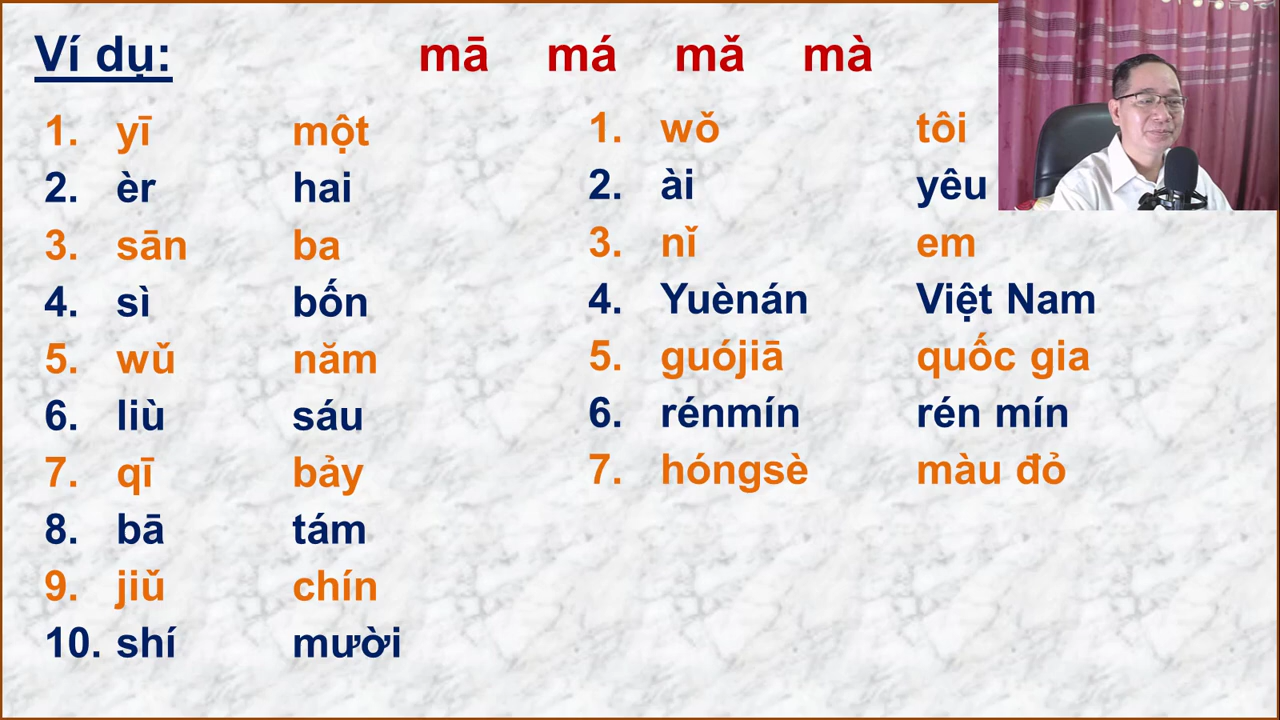 Ví dụ: mā má mǎ mà
1. yī một
2. èr hai
3. sān ba
4. sì bốn
5. wǔ năm
6. liù sáu
7. qī bảy
8. bā tám
9. jiǔ chín
10. shí mười
1. wǒ tôi
2. ài yêu
3. nǐ em
4. Yuènán Việt Nam
5. guójiā quốc gia
6. rénmín rén mín
7. hóngsè màu đỏ